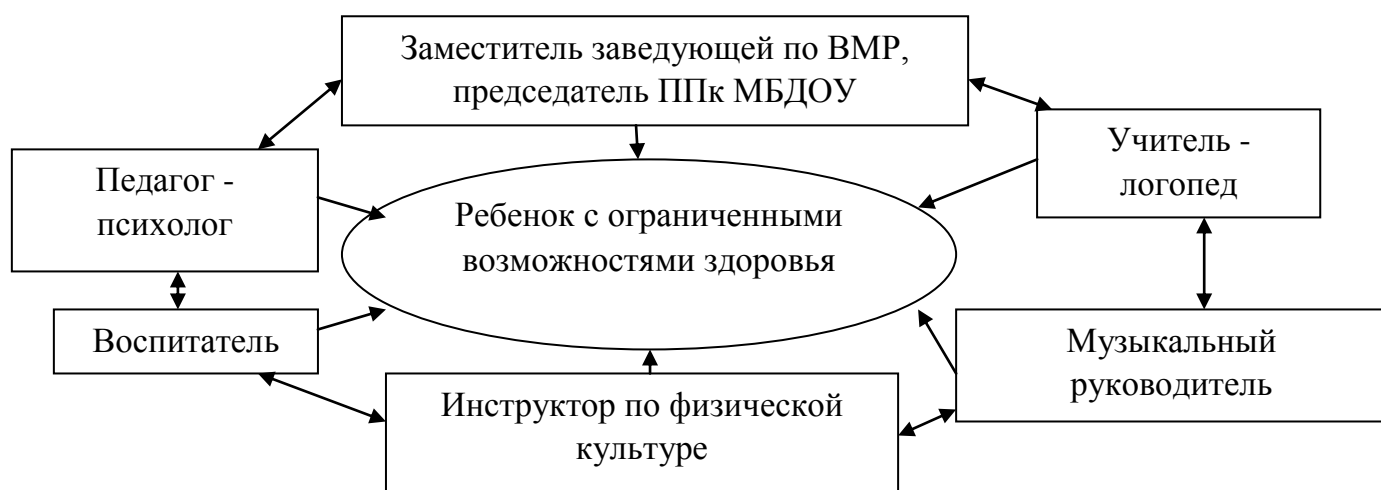 Заместитель заведующей по ВМР,
председатель ППк МБДОУ
Педагог -
психолог
Учитель -
логопед
Ребенок с ограниченными
возможностями здоровья
Воспитатель
Музыкальный
руководитель
Инструктор по физической
культуре